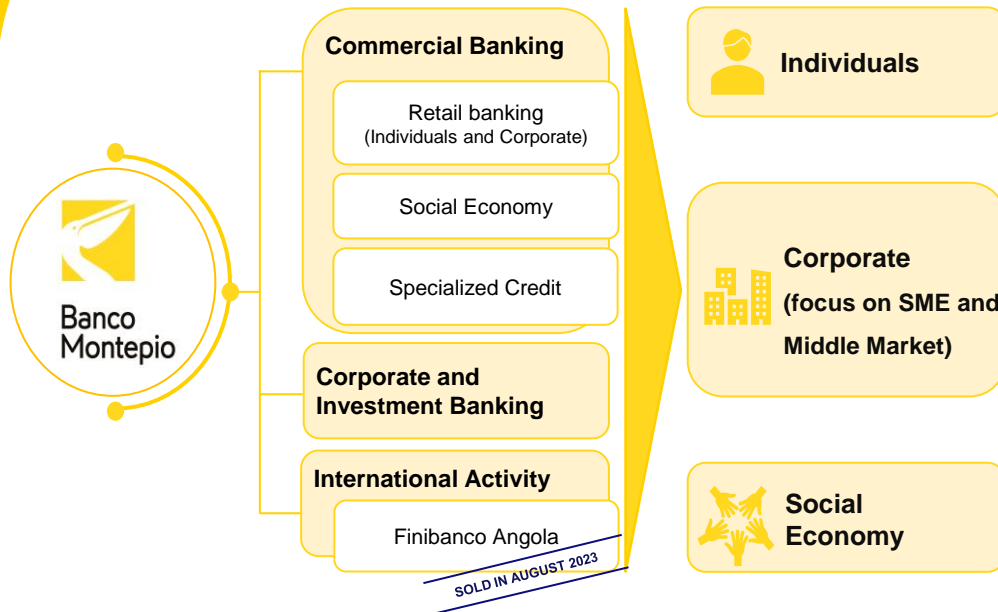 Banco
Montepio
Commercial Banking
Retail banking
(Individuals and Corporate)
Social Economy
Specialized Credit
Corporate and
Investment Banking
International Activity
Finibanco Angola
SOLD IN AUGUST 2023
Individuals
Corporate
(focus on SME and
Middle Market)
Social
Economy